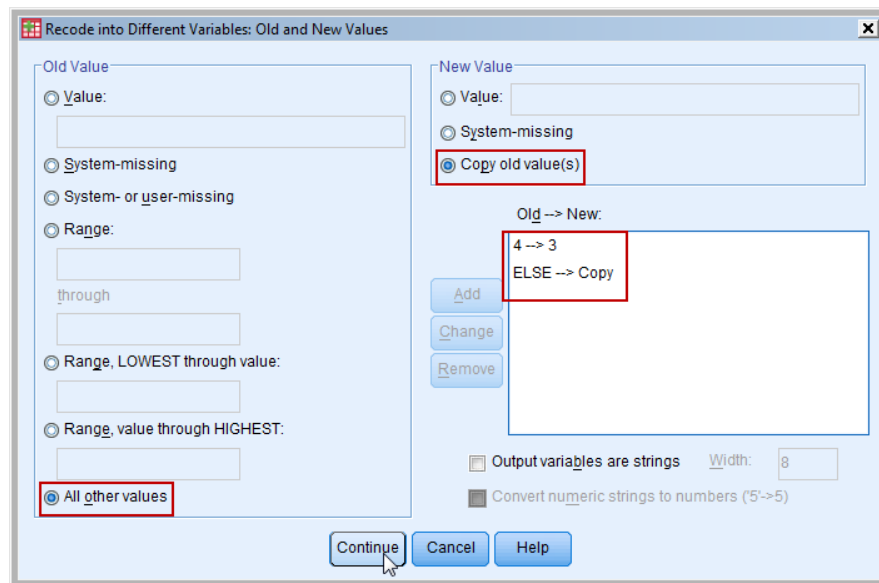 Recode into Different Variables: Old and New Values
Old Value
Value:
System-missing
System- or user-missing
Range:
through
Range, LOWEST through value:
Range, value through HIGHEST:
All other values
New Value
Value:
System-missing
Copy old value(s)
Old --> New:
4 --> 3
ELSE --> Copy
Add
Change
Remove
Output variables are strings Width: 8
Convert numeric strings to numbers ('5'->5)
Continue Cancel Help